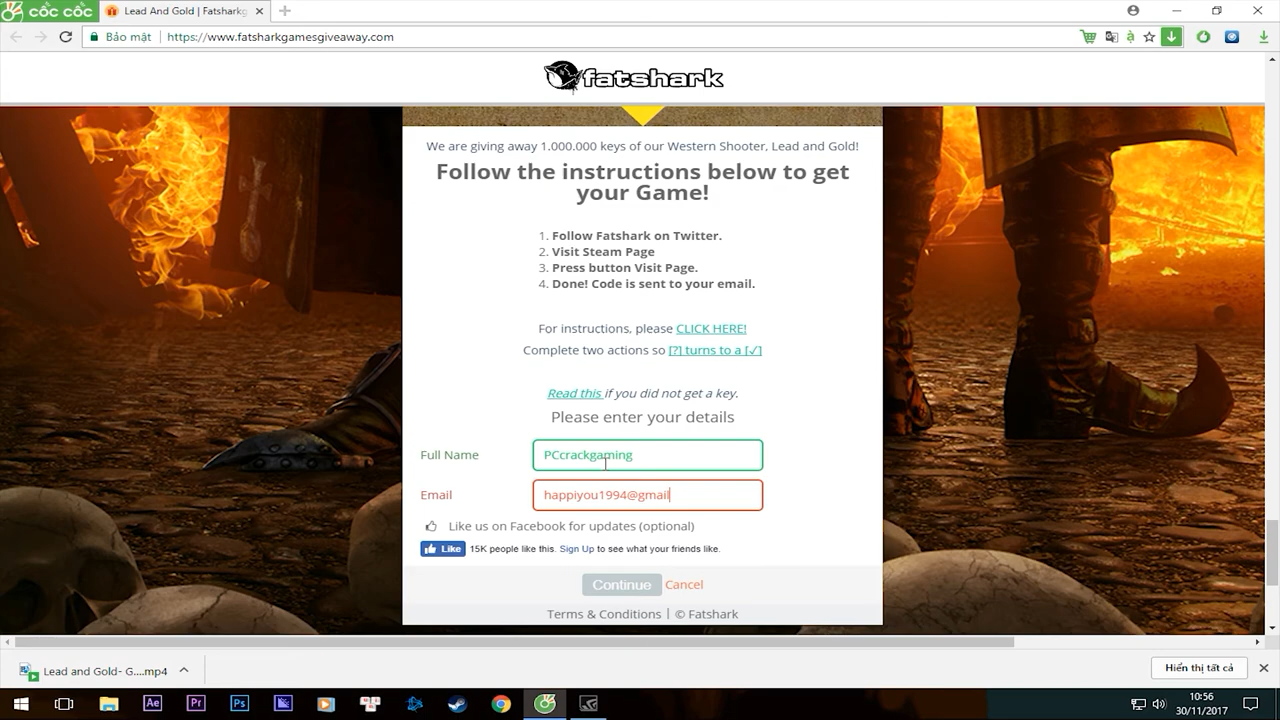 cốc cốc
Lead And Gold | Fatsharkg
Bảo mật
https://www.fatsharkgamesgiveaway.com
fatshark
We are giving away 1.000.000 keys of our Western Shooter, Lead and Gold!
Follow the instructions below to get
your Game!
1. Follow Fatshark on Twitter.
2. Visit Steam Page
3. Press button Visit Page.
4. Done! Code is sent to your email.
For instructions, please CLICK HERE!
Complete two actions so [?] turns to a [✓]
Read this if you did not get a key.
Please enter your details
Full Name PCcrackgaming
Email happiyou1994@gmail
Like us on Facebook for updates (optional)
Like 15K people like this. Sign Up to see what your friends like.
Continue Cancel
Terms & Conditions | © Fatshark
Lead and Gold- G....mp4
Hiển thị tất cả
Ae Pr Ps
10:56
30/11/2017